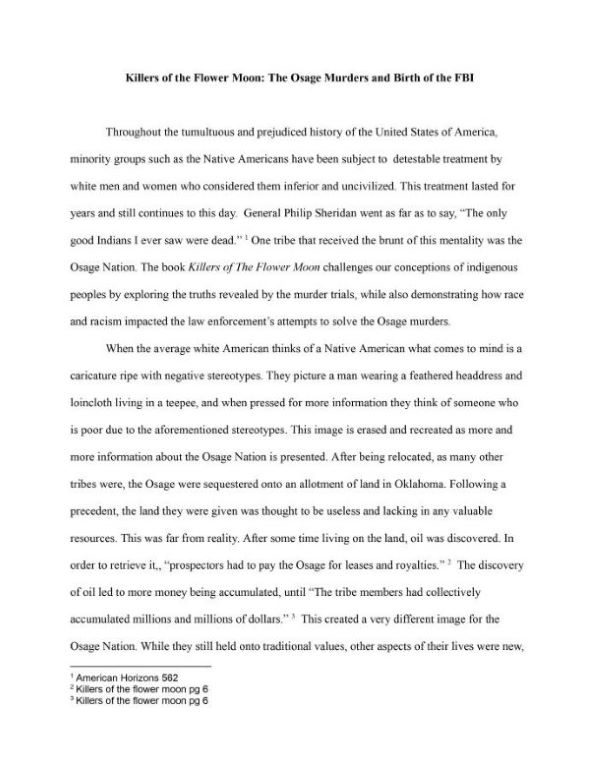 Killers of the Flower Moon: The Osage Murders and Birth of the FBI
Throughout the tumultuous and prejudiced history of the United States of America,
minority groups such as the Native Americans have been subject to detestable treatment by
white men and women who considered them inferior and uncivilized. This treatment lasted for
years and still continues to this day. General Philip Sheridan went as far as to say, “The only
good Indians I ever saw were dead.” 1 One tribe that received the brunt of this mentality was the
Osage Nation. The book Killers of The Flower Moon challenges our conceptions of indigenous
peoples by exploring the truths revealed by the murder trials, while also demonstrating how race
and racism impacted the law enforcement’s attempts to solve the Osage murders.
When the average white American thinks of a Native American what comes to mind is a
caricature ripe with negative stereotypes. They picture a man wearing a feathered headdress and
loincloth living in a teepee, and when pressed for more information they think of someone who
is poor due to the aforementioned stereotypes. This image is erased and recreated as more and
more information about the Osage Nation is presented. After being relocated, as many other
tribes were, the Osage were sequestered onto an allotment of land in Oklahoma. Following a
precedent, the land they were given was thought to be useless and lacking in any valuable
resources. This was far from reality. After some time living on the land, oil was discovered. In
order to retrieve it,, “prospectors had to pay the Osage for leases and royalties.” 2 The discovery
of oil led to more money being accumulated, until “The tribe members had collectively
accumulated millions and millions of dollars.” 3 This created a very different image for the
Osage Nation. While they still held onto traditional values, other aspects of their lives were new,
1 American Horizons 562
2 Killers of the flower moon pg 6
3 Killers of the flower moon pg 6